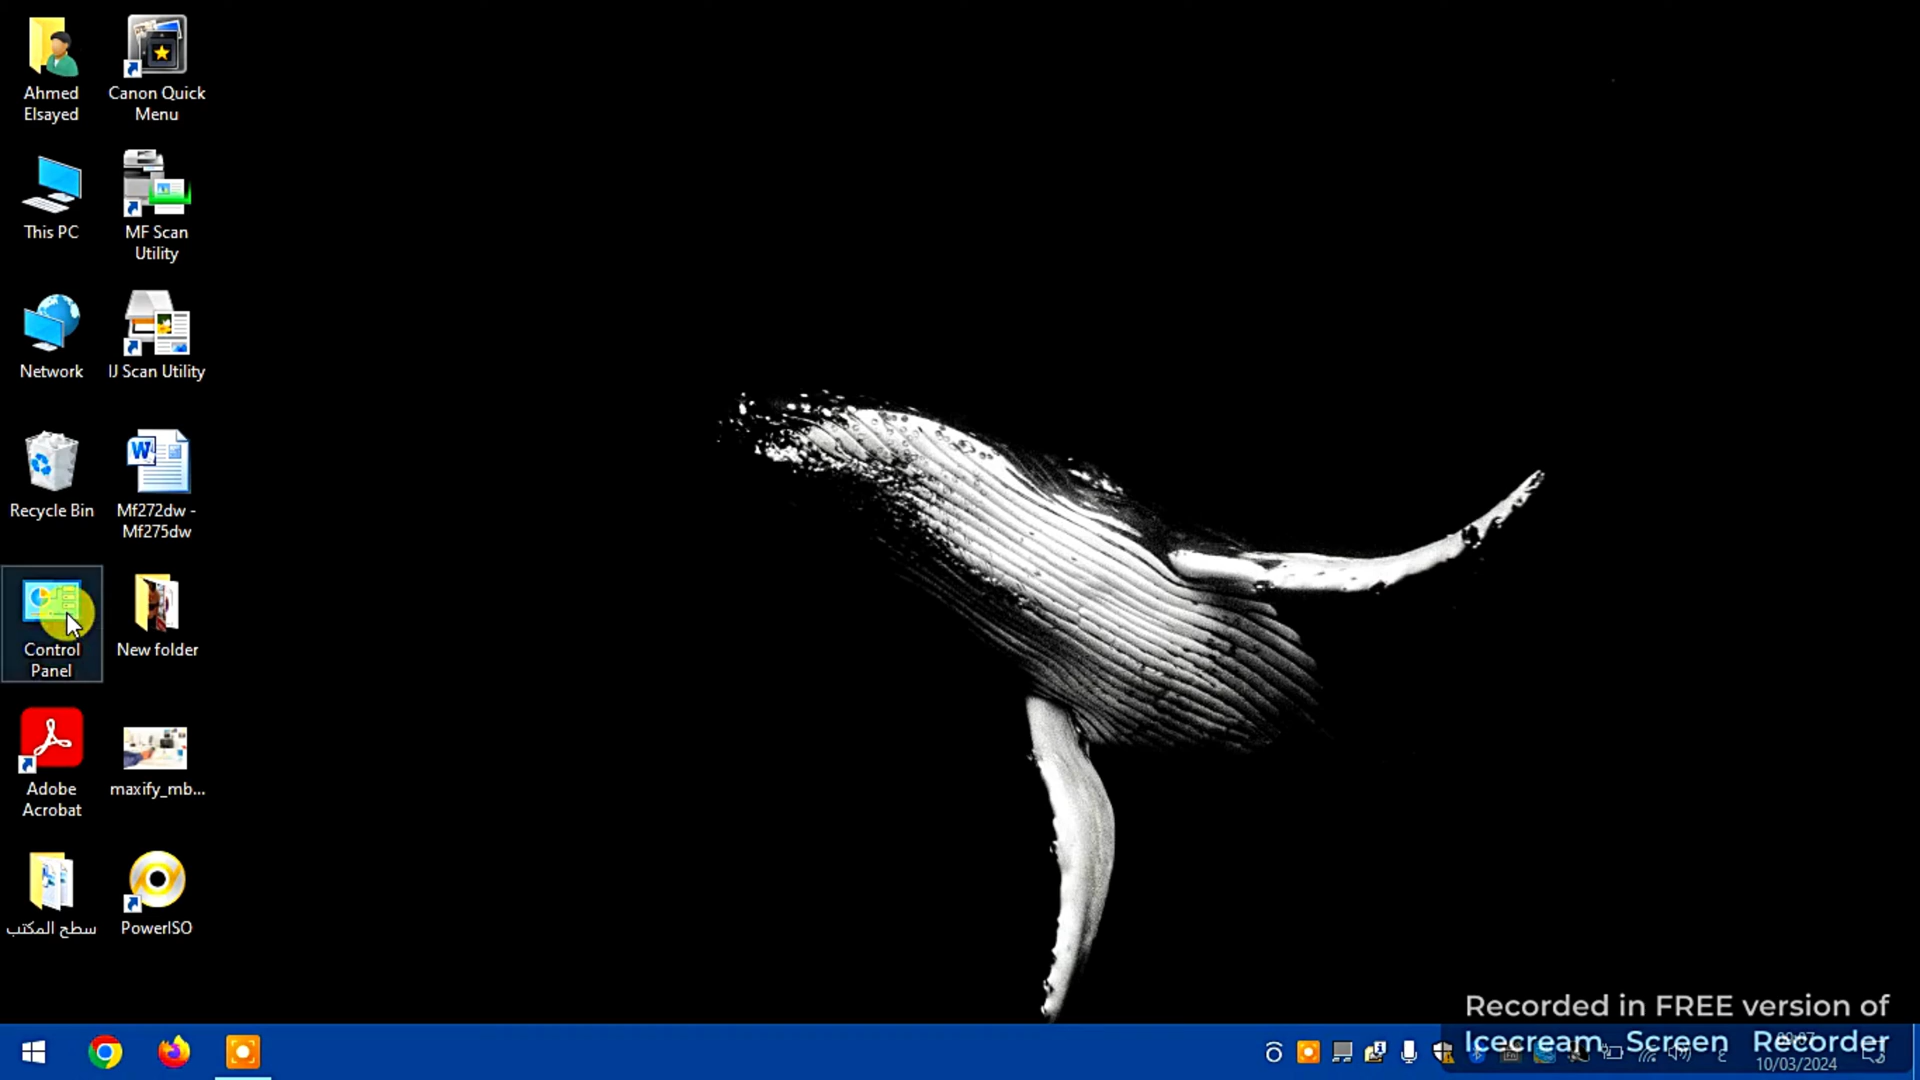 Ahmed
Elsayed
Canon Quick
Menu
This PC
MF Scan
Utility
Network
IJ Scan Utility
Recycle Bin
Mf272dw -
Mf275dw
Control
Panel
New folder
Adobe
Acrobat
maxify_mb...
سطح المكتب
PowerISO
Recorded in FREE version of
Icecream Screen Recorder
10/03/2024